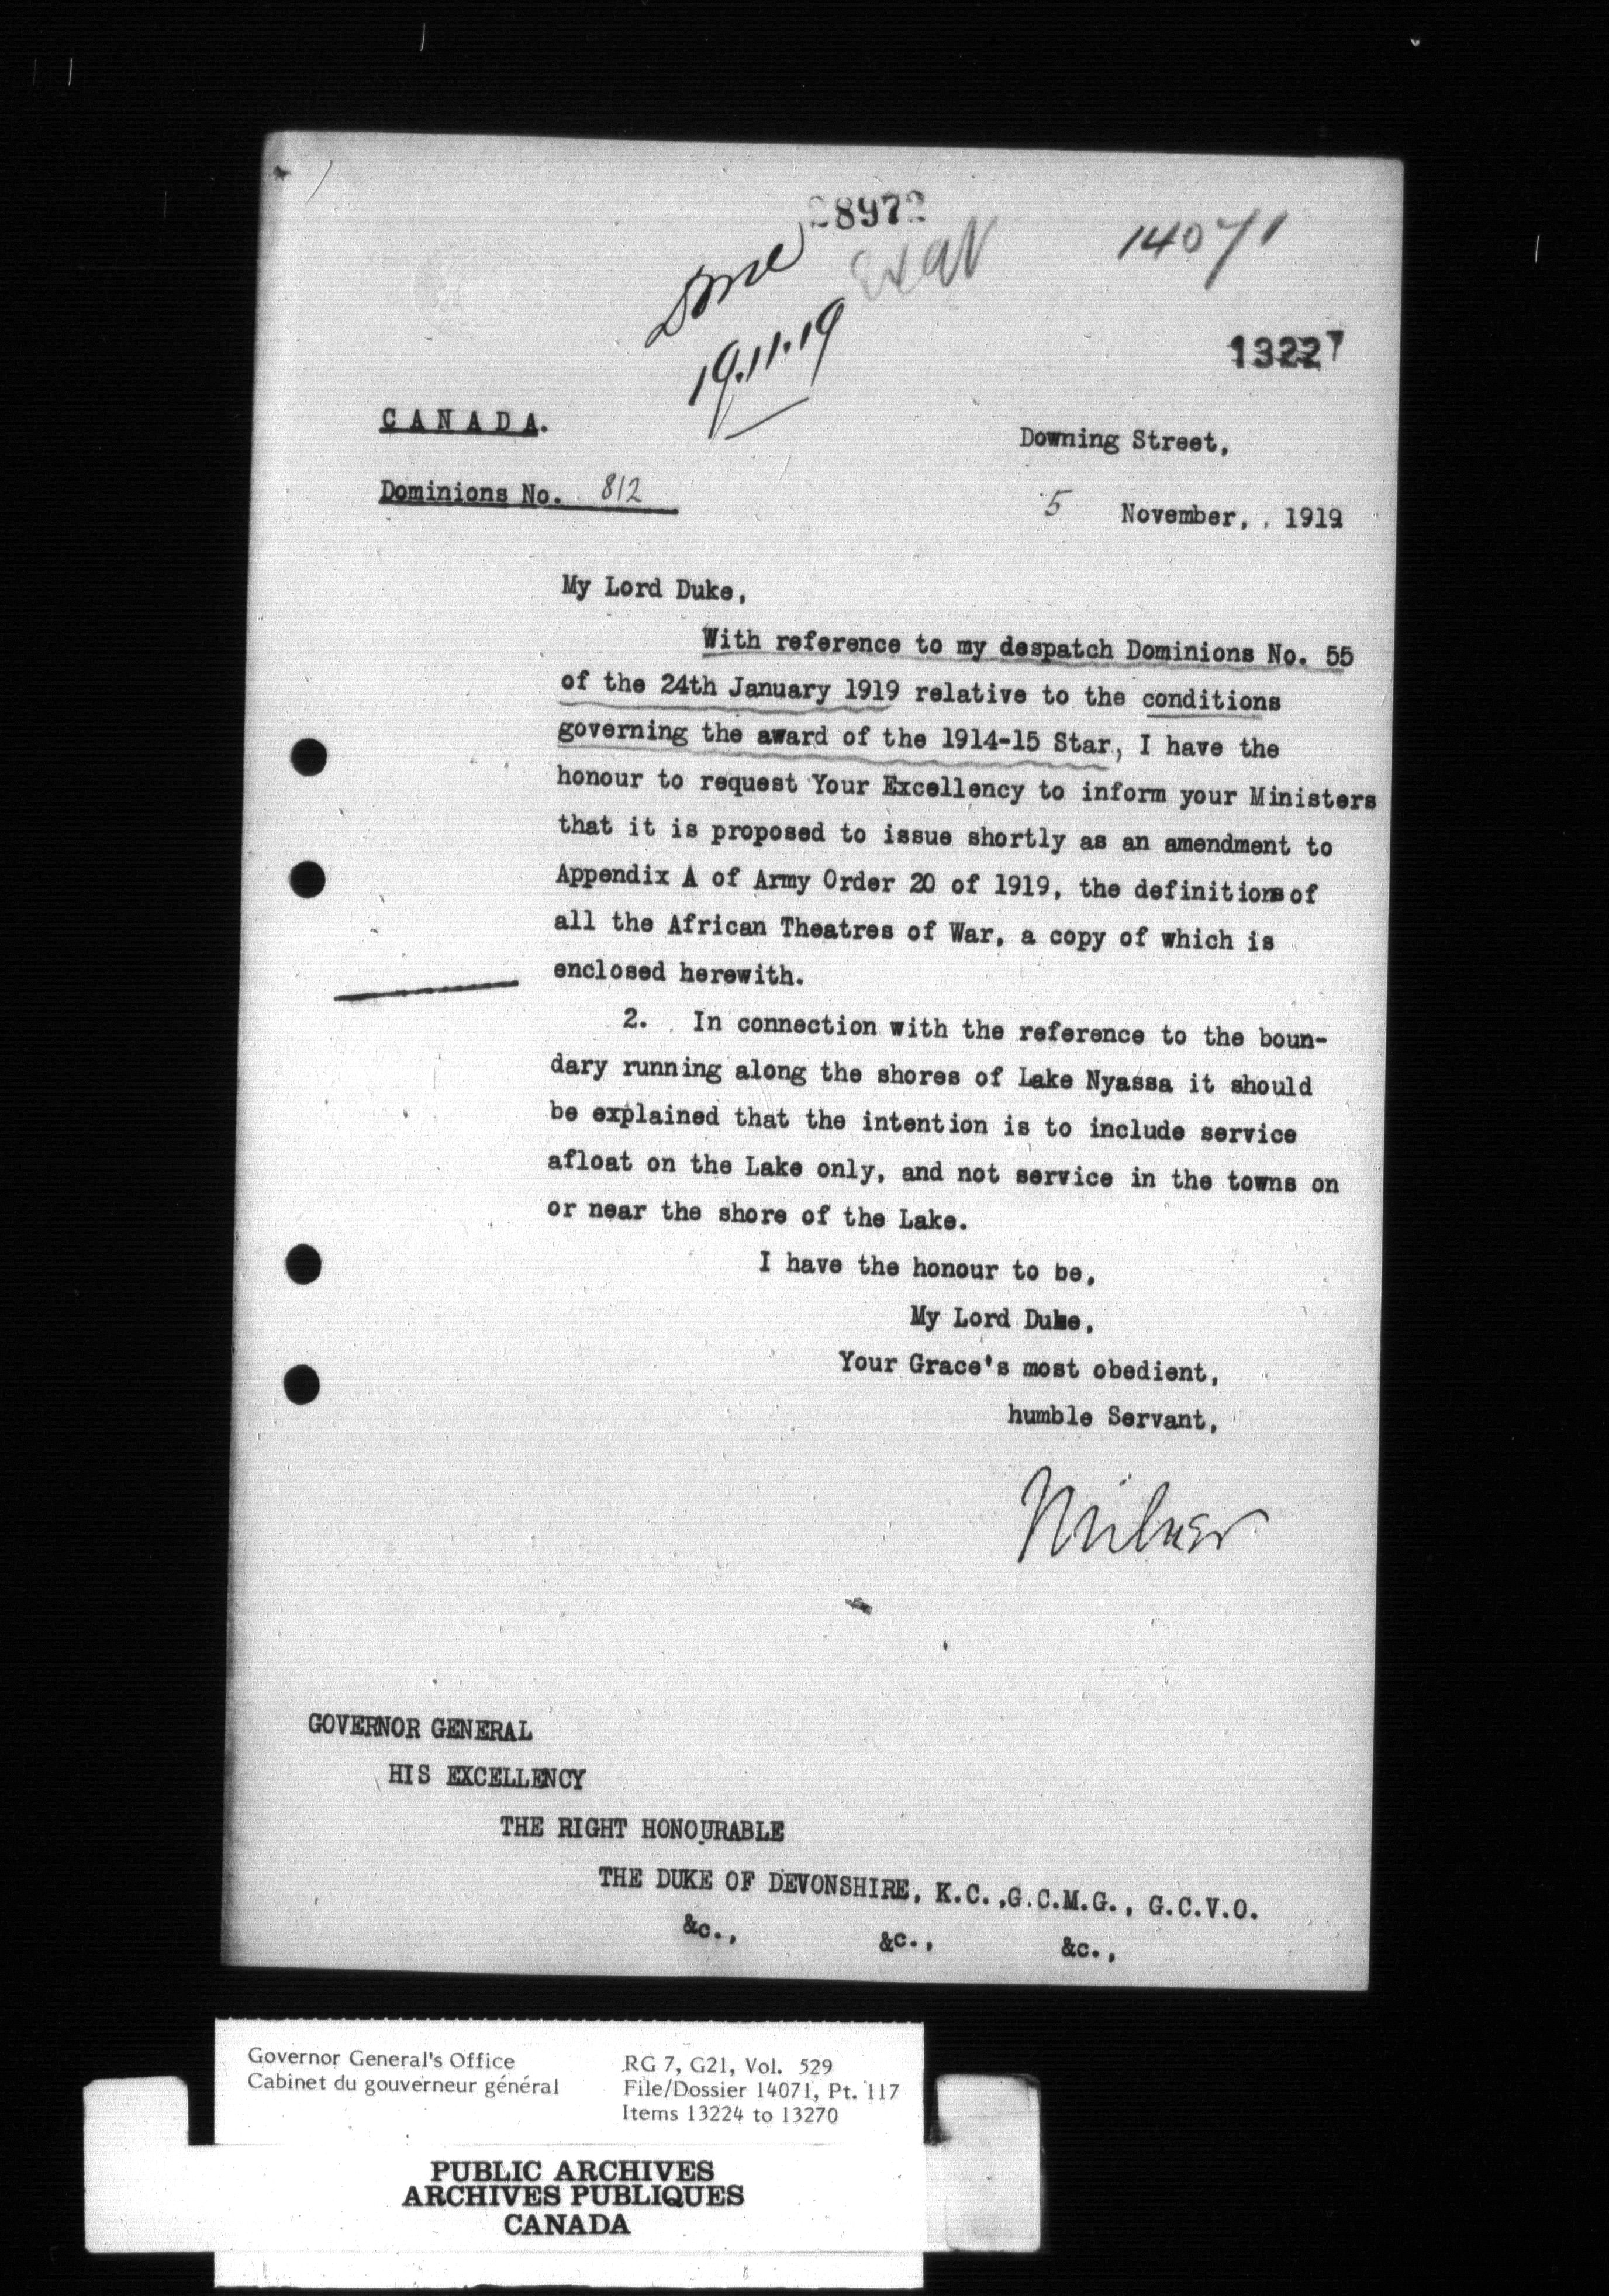 28972
14071
Done
19.11.19
13227
CANADA.
Downing Street,
Dominions No. 812
5 November, , 1919
My Lord Duke,
With reference to my despatch Dominions No. 55
of the 24th January 1919 relative to the conditions
governing the award of the 1914-15 Star, I have the
honour to request Your Excellency to inform your Ministers
that it is proposed to issue shortly as an amendment to
Appendix A of Army Order 20 of 1919, the definitions of
all the African Theatres of War, a copy of which is
enclosed herewith.
2. In connection with the reference to the boun-
dary running along the shores of Lake Nyassa it should
be explained that the intention is to include service
afloat on the Lake only, and not service in the towns on
or near the shore of the Lake.
I have the honour to be,
My Lord Duke,
Your Grace's most obedient,
humble Servant,
Milner
GOVERNOR GENERAL
HIS EXCELLENCY
THE RIGHT HONOURABLE
THE DUKE OF DEVONSHIRE, K.C.,G.C.M.G., G.C.V.O.
&c., &c., &c.,
Governor General's Office RG 7, G21, Vol. 529
Cabinet du gouverneur général File/Dossier 14071, Pt. 117
Items 13224 to 13270
PUBLIC ARCHIVES
ARCHIVES PUBLIQUES
CANADA